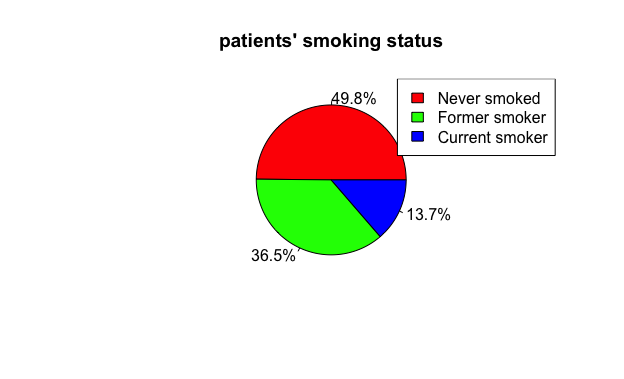 patients' smoking status
49.8%
Never smoked
Former smoker
Current smoker
13.7%
36.5%